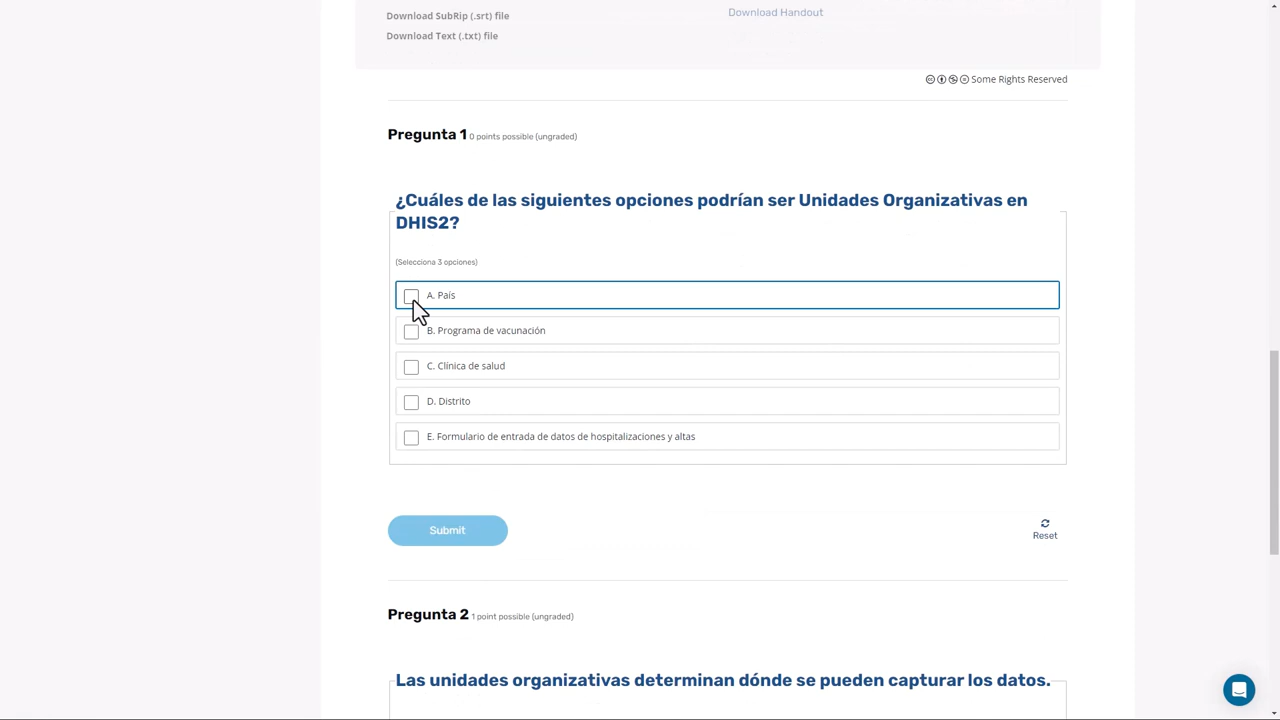 Download SubRip (.srt) file
Download Handout
Download Text (.txt) file
Some Rights Reserved
Pregunta 1 0 points possible (ungraded)
¿Cuáles de las siguientes opciones podrían ser Unidades Organizativas en
DHIS2?
(Selecciona 3 opciones)
A. País
B. Programa de vacunación
C. Clínica de salud
D. Distrito
E. Formulario de entrada de datos de hospitalizaciones y altas
Submit
Reset
Pregunta 2 1 point possible (ungraded)
Las unidades organizativas determinan dónde se pueden capturar los datos.